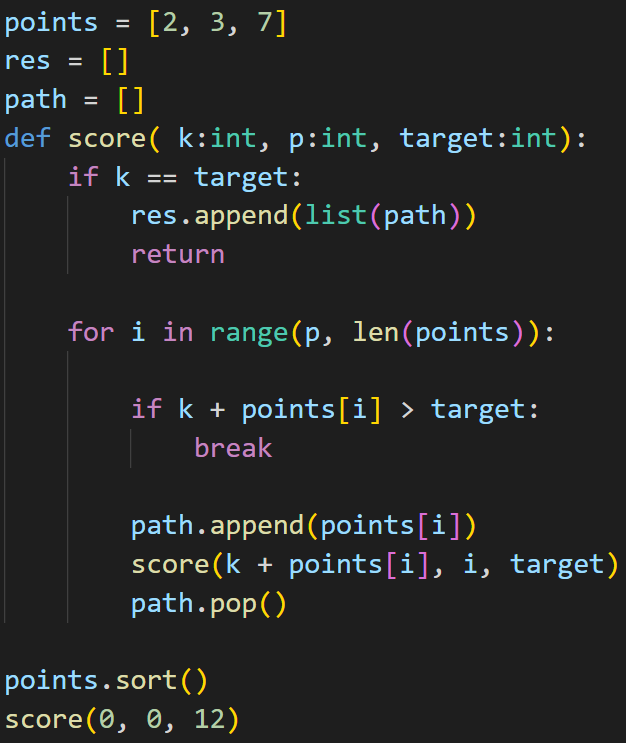 points = [2, 3, 7]
res = []
path = []
def score( k:int, p:int, target:int):
    if k == target:
        res.append(list(path))
        return

    for i in range(p, len(points)):

        if k + points[i] > target:
            break

        path.append(points[i])
        score(k + points[i], i, target)
        path.pop()

points.sort()
score(0, 0, 12)